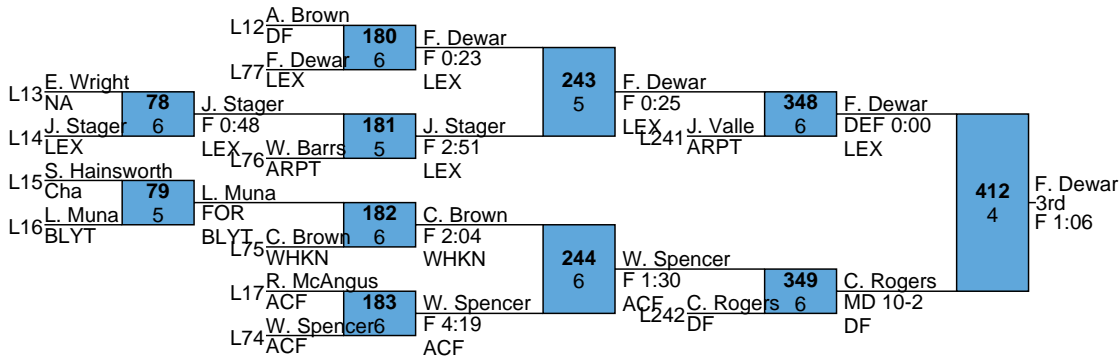 L12 A. Brown
DF
180
6
L77 F. Dewar
LEX
F. Dewar
F 0:23
LEX
243
5
F. Dewar
F 0:25
LEX
L13 E. Wright
NA
78
6
L14 J. Stager
LEX
J. Stager
F 0:48
LEX
181
5
L76 W. Barrs
ARPT
J. Stager
F 2:51
LEX
L241 J. Valle
ARPT
348
6
F. Dewar
DEF 0:00
LEX
L15 S. Hainsworth
Cha
79
5
L16 L. Muna
BLYT
L. Muna
FOR
BLYT
182
6
L75 C. Brown
WHKN
C. Brown
F 2:04
WHKN
412
4
F. Dewar
3rd
F 1:06
244
6
W. Spencer
F 1:30
ACF
L17 R. McAngus
ACF
183
6
L74 W. Spencer
ACF
W. Spencer
F 4:19
ACF
L242 C. Rogers
DF
349
6
C. Rogers
MD 10-2
DF